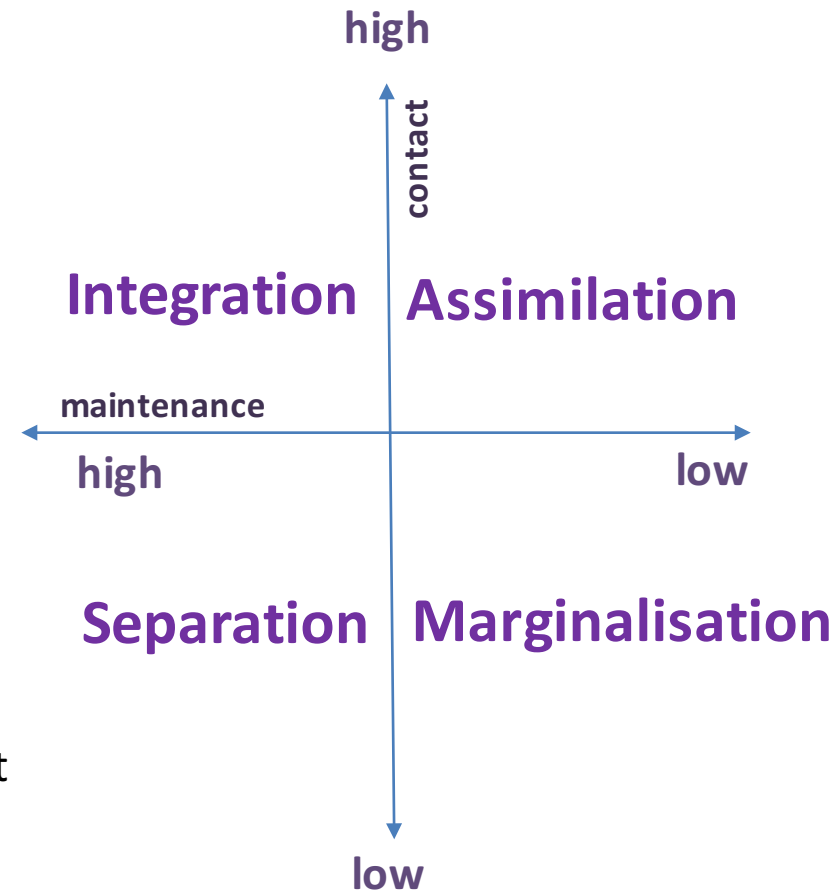 high
contact
Integration Assimilation
maintenance
high low
Separation Marginalisation
t
low